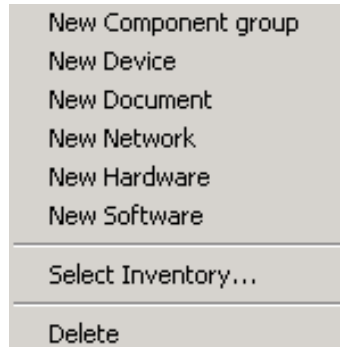 New Component group
New Device
New Document
New Network
New Hardware
New Software
Select Inventory...
Delete